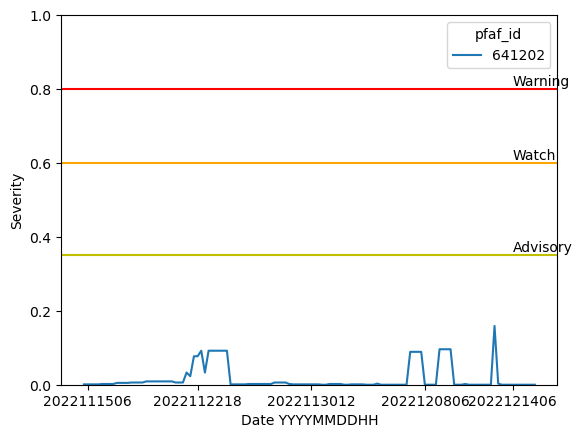 pfaf_id
641202
1.0
0.8
0.6
0.4
0.2
0.0
Warning
Watch
Advisory
Severity
2022111506
2022112218
2022113012
2022120806
2022121406
Date YYYYMMDDHH